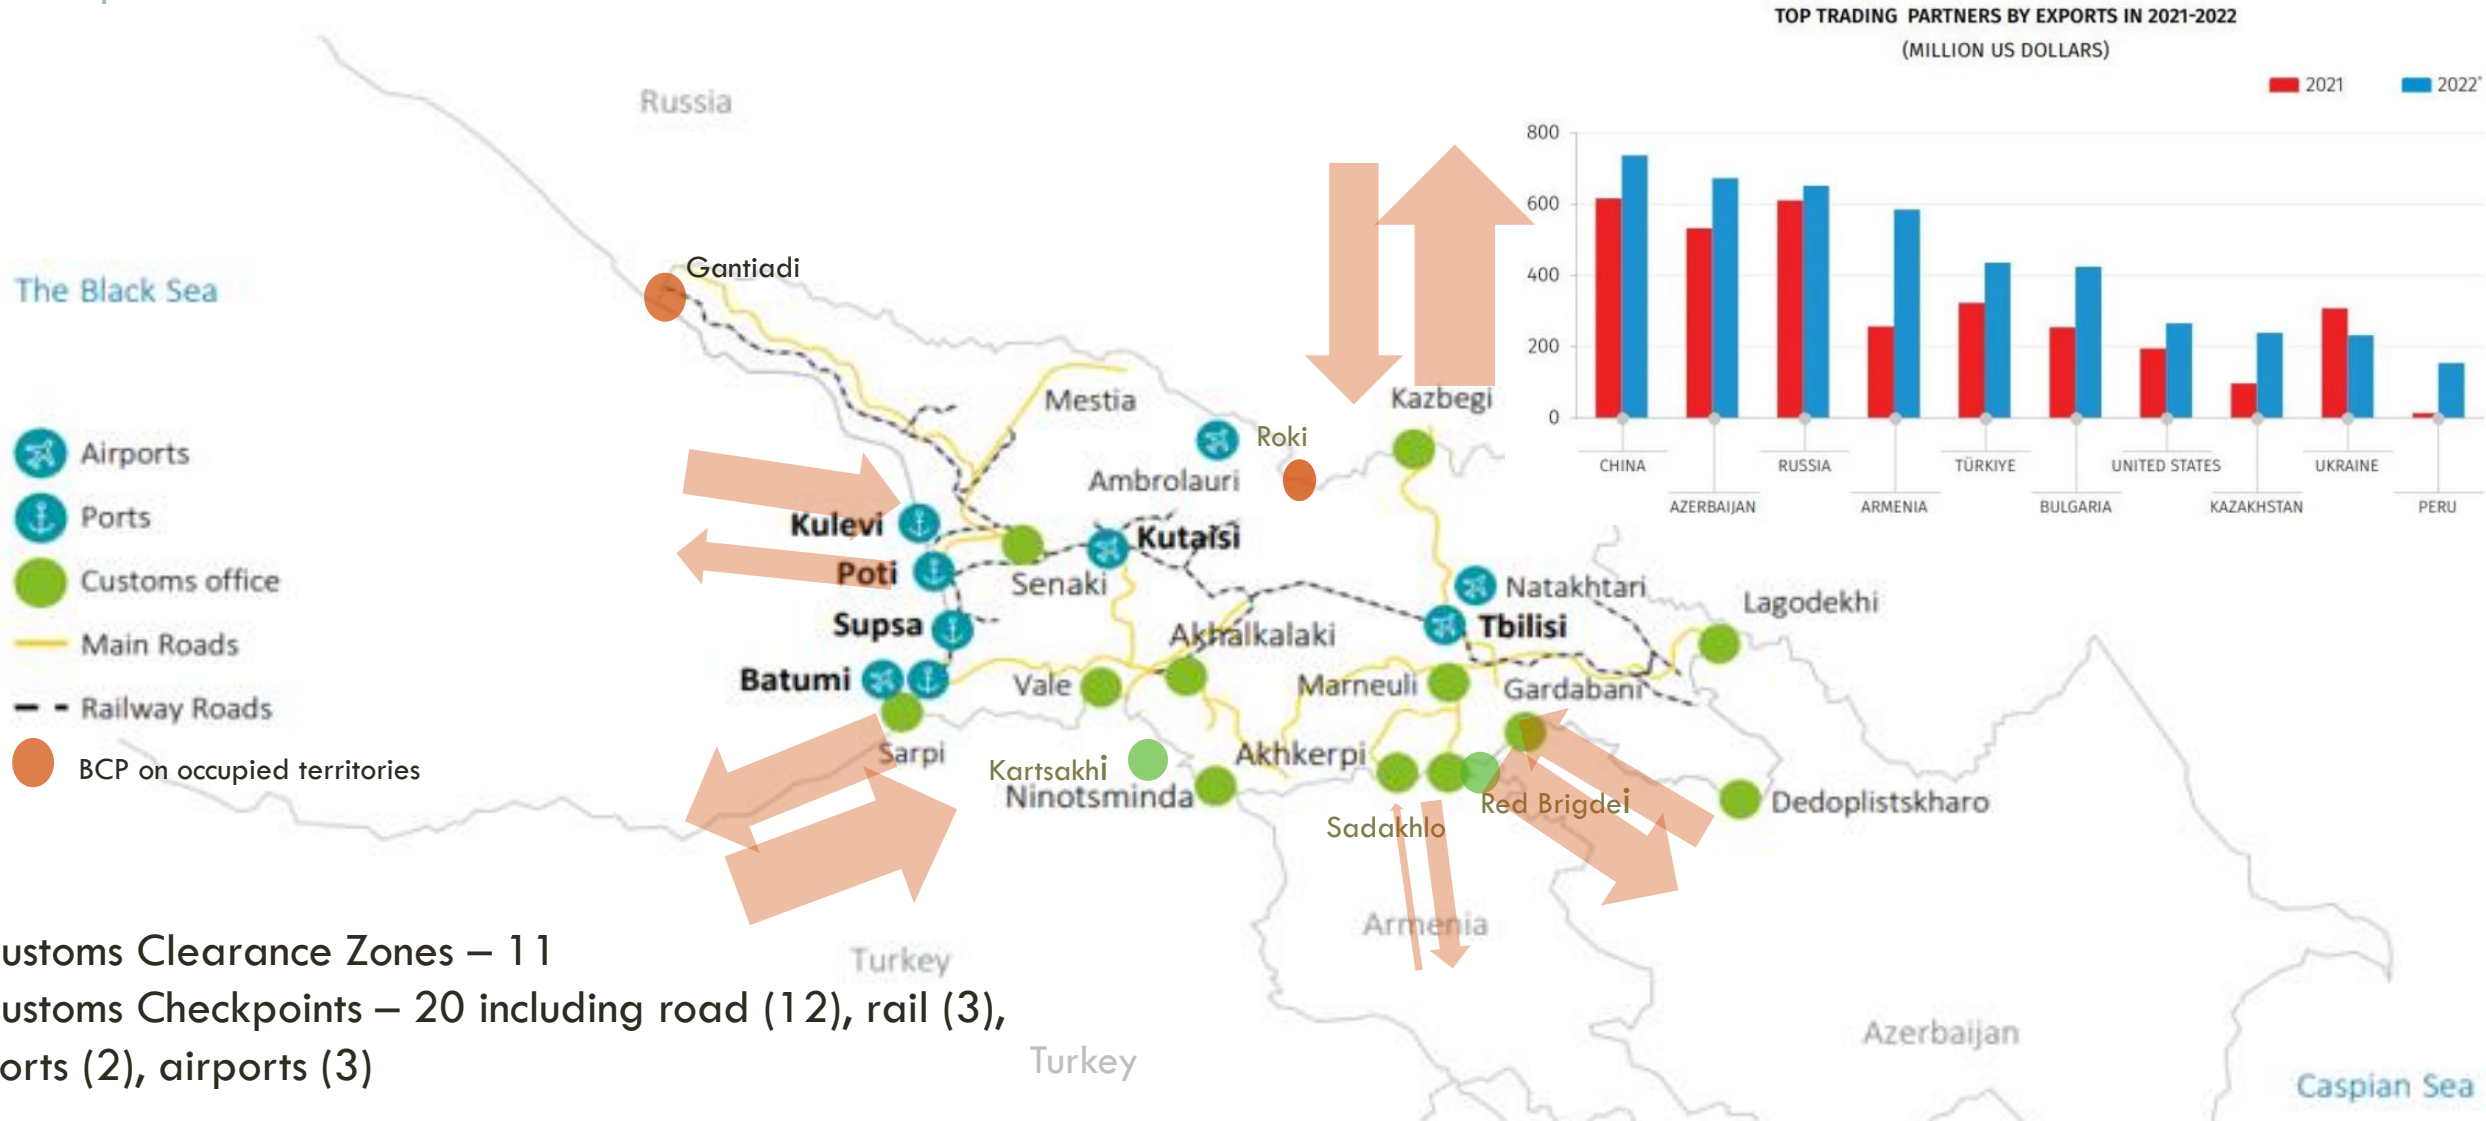 TOP TRADING PARTNERS BY EXPORTS IN 2021-2022
(MILLION US DOLLARS)
2021
2022*
800
600
400
200
0
CHINA
RUSSIA
TÜRKIYE
UNITED STATES
UKRAINE
AZERBAIJAN
ARMENIA
BULGARIA
KAZAKHSTAN
PERU
Russia
The Black Sea
Gantiadi
Mestia
Kazbegi
Roki
Ambrolauri
Airports
Ports
Customs office
Main Roads
Railway Roads
BCP on occupied territories
Kulevi
Kutaisi
Poti
Senaki
Natakhtari
Lagodekhi
Supsa
Akhalkalaki
Tbilisi
Batumi
Vale
Marneuli
Gardabani
Sarpi
Kartsakhi
Akhkerpi
Ninotsminda
Red Brigdei
Dedoplistskharo
Sadakhlo
Armenia
Turkey
Azerbaijan
Turkey
Caspian Sea
ustoms Clearance Zones – 11
ustoms Checkpoints – 20 including road (12), rail (3),
orts (2), airports (3)